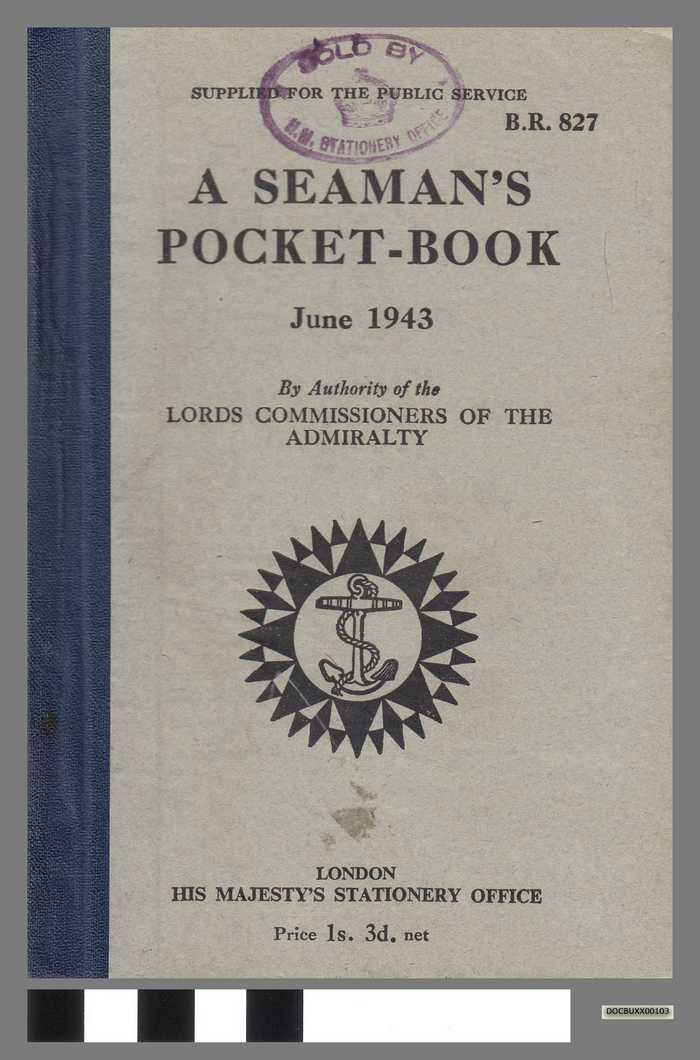 SOLD BY
H.M. STATIONERY OFFICE
SUPPLIED FOR THE PUBLIC SERVICE
B.R. 827
A SEAMAN'S
POCKET-BOOK
June 1943
By Authority of the
LORDS COMMISSIONERS OF THE
ADMIRALTY
LONDON
HIS MAJESTY'S STATIONERY OFFICE
Price 1s. 3d. net
DOCBUXX00103